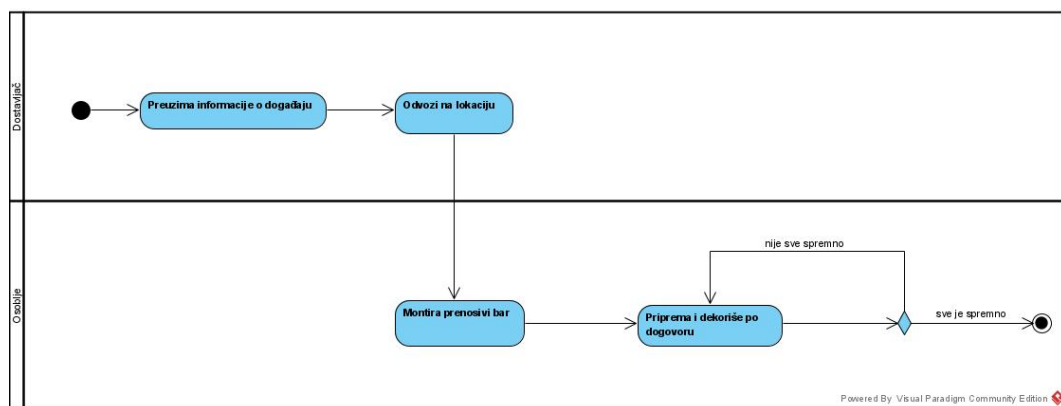 Dostavljač
Preuzima informacije o događaju
Odvozi na lokaciju
Osoblje
nije sve spremno
Montira prenosivi bar
Priprema i dekoriše po
dogovoru
sve je spremno
Powered By Visual Paradigm Community Edition